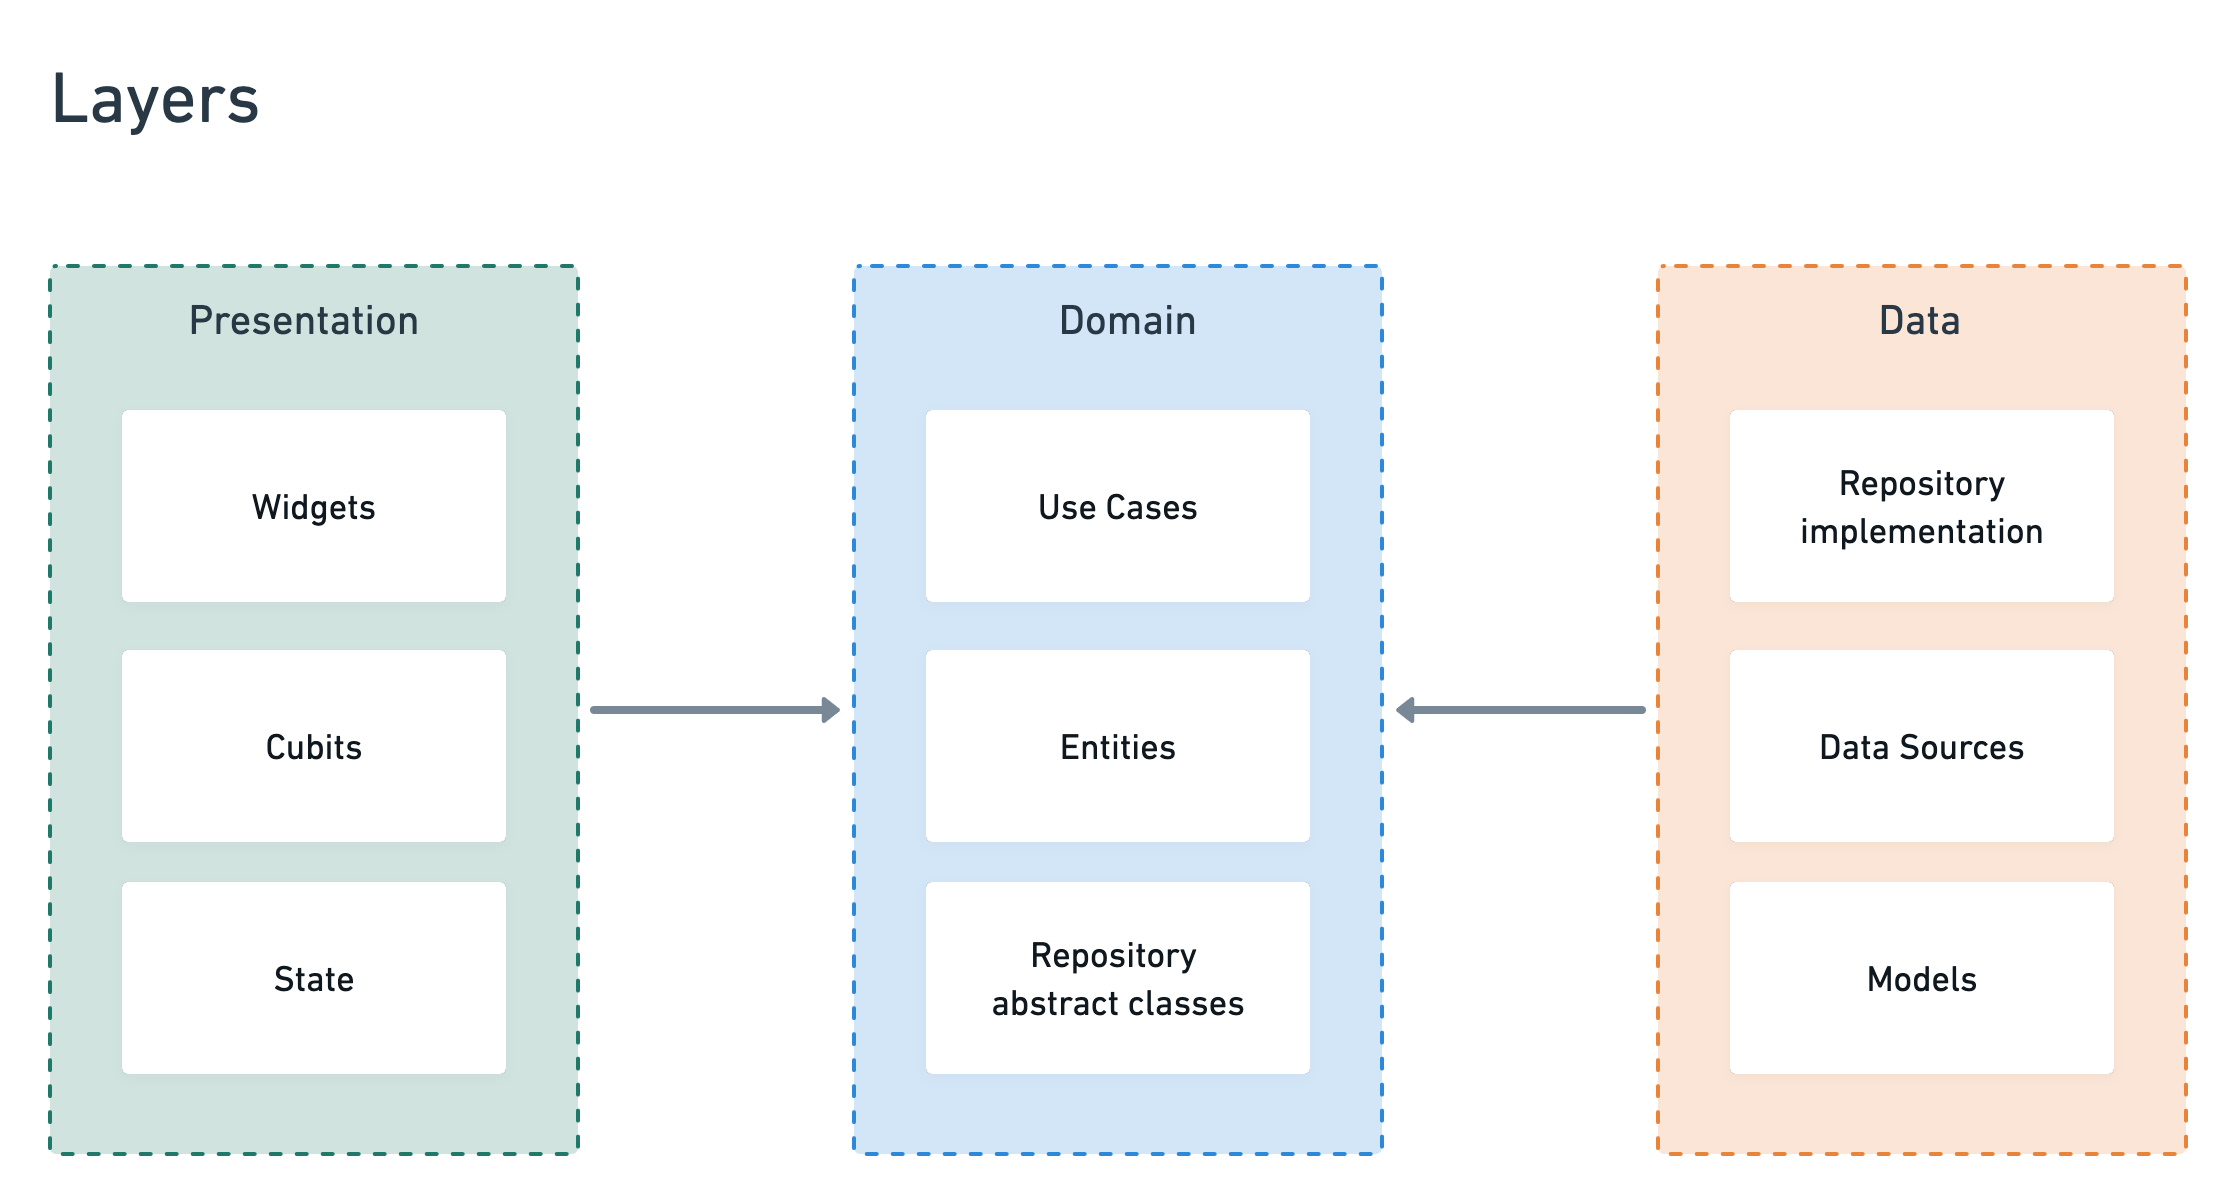 Layers
Presentation
Widgets
Cubits
State
Domain
Use Cases
Entities
Repository
abstract classes
Data
Repository
implementation
Data Sources
Models